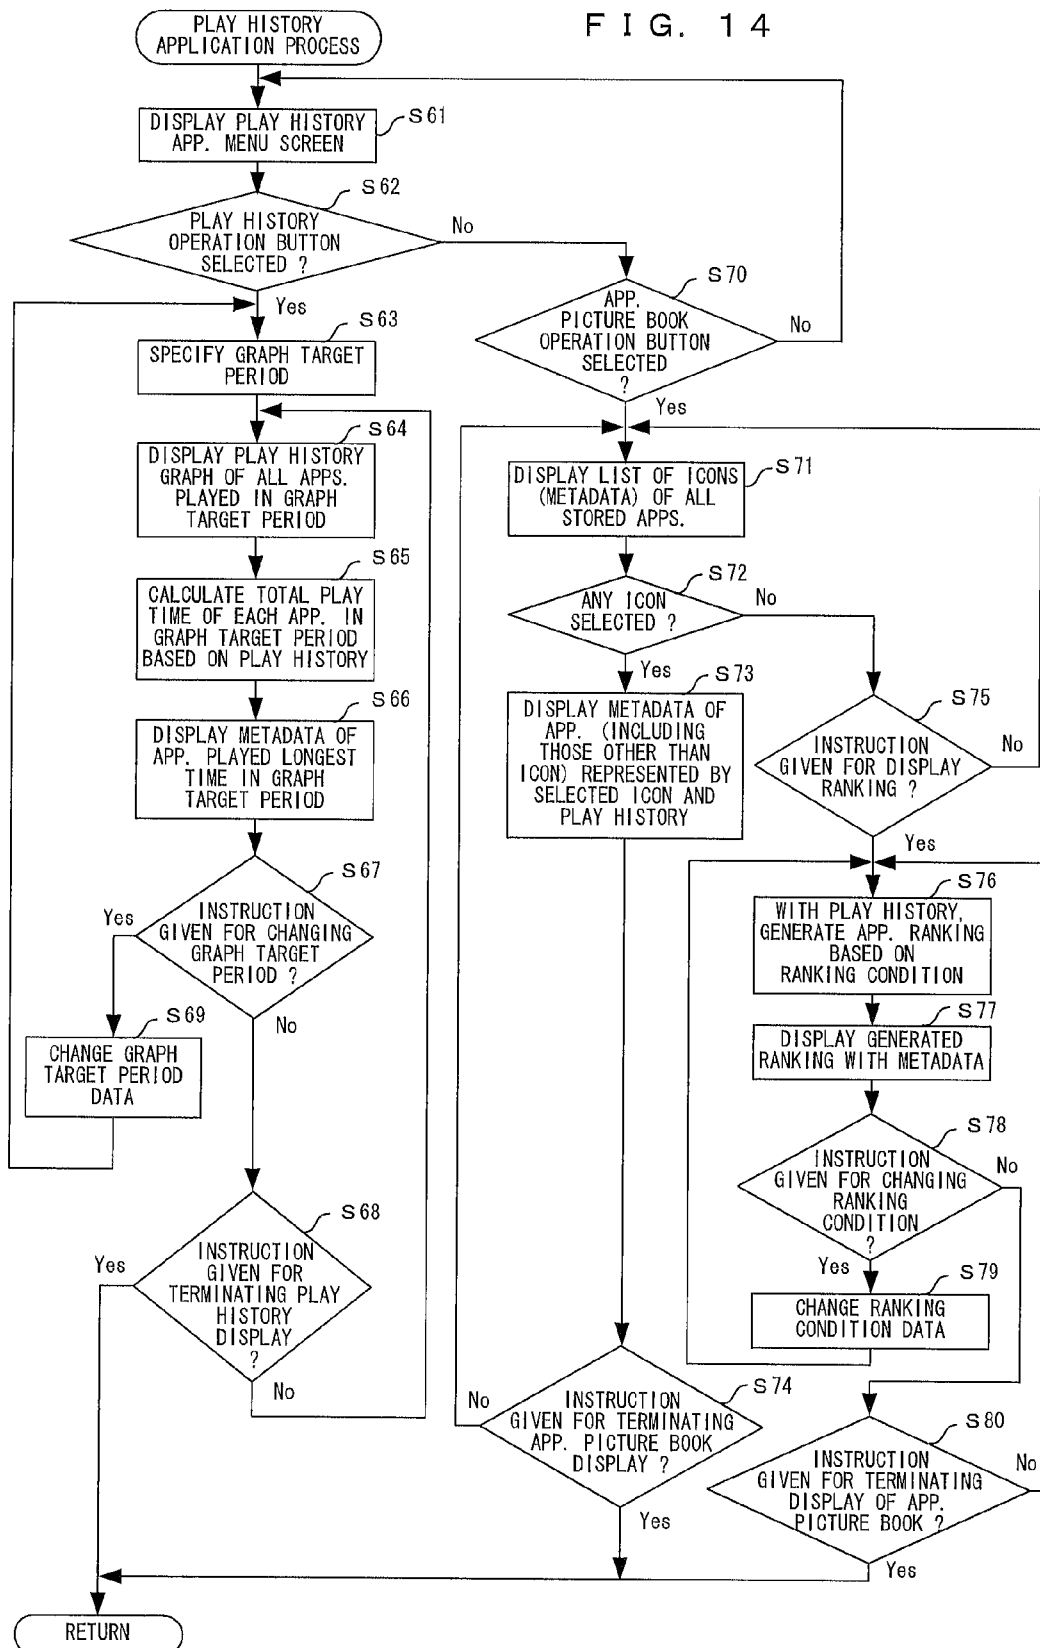 FIG. 14
PLAY HISTORY
APPLICATION PROCESS
DISPLAY PLAY HISTORY
APP. MENU SCREEN
S61
PLAY HISTORY
OPERATION BUTTON
SELECTED ?
S62
No
Yes
SPECIFY GRAPH TARGET
PERIOD
S63
DISPLAY PLAY HISTORY
GRAPH OF ALL APPS.
PLAYED IN GRAPH
TARGET PERIOD
S64
CALCULATE TOTAL PLAY
TIME OF EACH APP. IN
GRAPH TARGET PERIOD
BASED ON PLAY HISTORY
S65
DISPLAY METADATA OF
APP. PLAYED LONGEST
TIME IN GRAPH
TARGET PERIOD
S66
INSTRUCTION
GIVEN FOR CHANGING
GRAPH TARGET
PERIOD ?
S67
Yes
No
CHANGE GRAPH
TARGET PERIOD
DATA
S69
INSTRUCTION
GIVEN FOR
TERMINATING PLAY
HISTORY
DISPLAY
?
S68
Yes
No
APP.
PICTURE BOOK
OPERATION BUTTON
SELECTED
?
S70
No
Yes
DISPLAY LIST OF ICONS
(METADATA) OF ALL
STORED APPS.
S71
ANY ICON
SELECTED ?
S72
No
Yes
DISPLAY METADATA OF
APP. (INCLUDING
THOSE OTHER THAN
ICON) REPRESENTED BY
SELECTED ICON AND
PLAY HISTORY
S73
INSTRUCTION
GIVEN FOR TERMINATING
APP. PICTURE BOOK
DISPLAY ?
S74
No
Yes
INSTRUCTION
GIVEN FOR DISPLAY
RANKING ?
S75
No
Yes
WITH PLAY HISTORY,
GENERATE APP. RANKING
BASED ON
RANKING CONDITION
S76
DISPLAY GENERATED
RANKING WITH METADATA
S77
INSTRUCTION
GIVEN FOR CHANGING
RANKING
CONDITION
?
S78
No
Yes
CHANGE RANKING
CONDITION DATA
S79
INSTRUCTION
GIVEN FOR TERMINATING
DISPLAY OF APP.
PICTURE BOOK ?
S80
No
Yes
RETURN